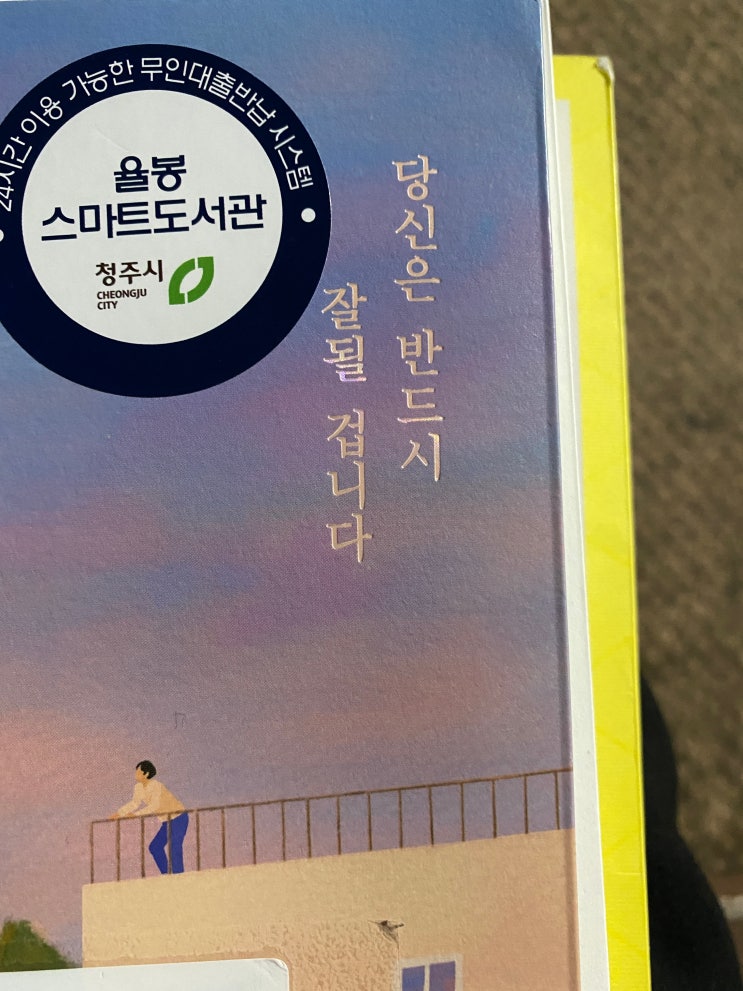 24시간 이용 가능한 무인대출반납 시스템
율봉
스마트도서관
청주시
CHEONGJU
CITY
당신은 반드시
잘될 겁니다